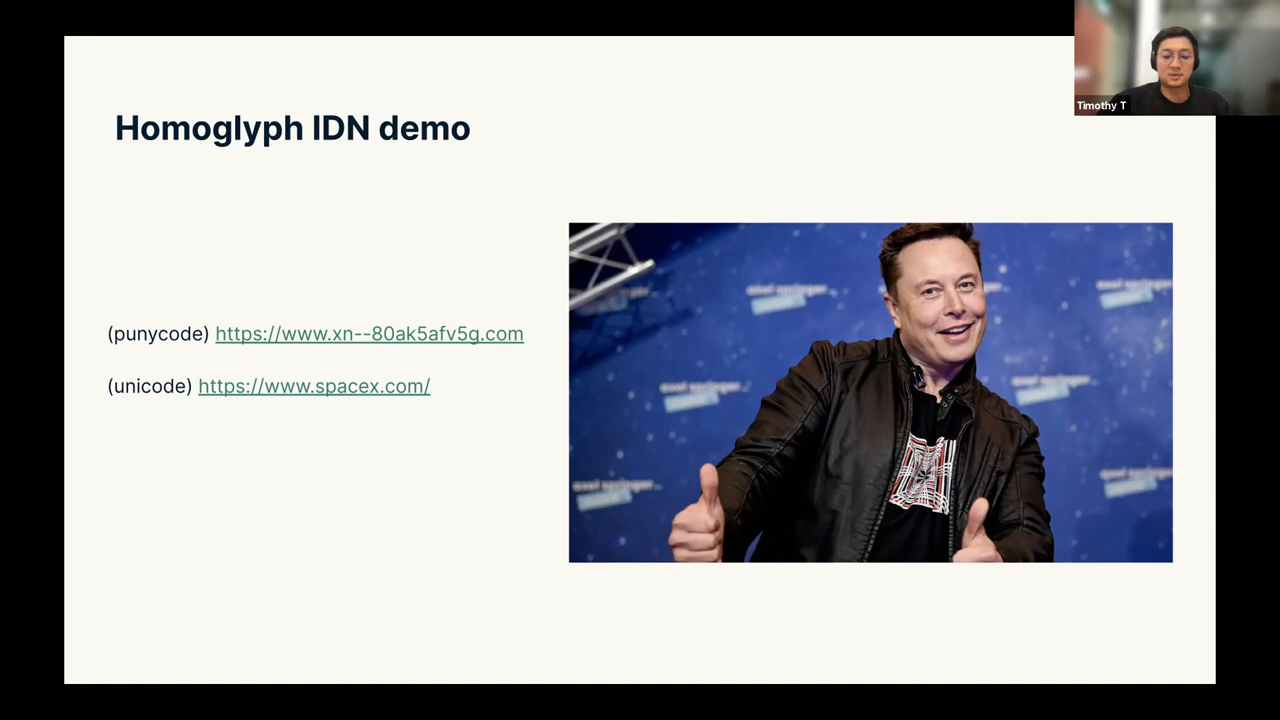 Timothy T
Homoglyph IDN demo
(punycode) https://www.xn--80ak5afv5g.com
(unicode) https://www.spacex.com/